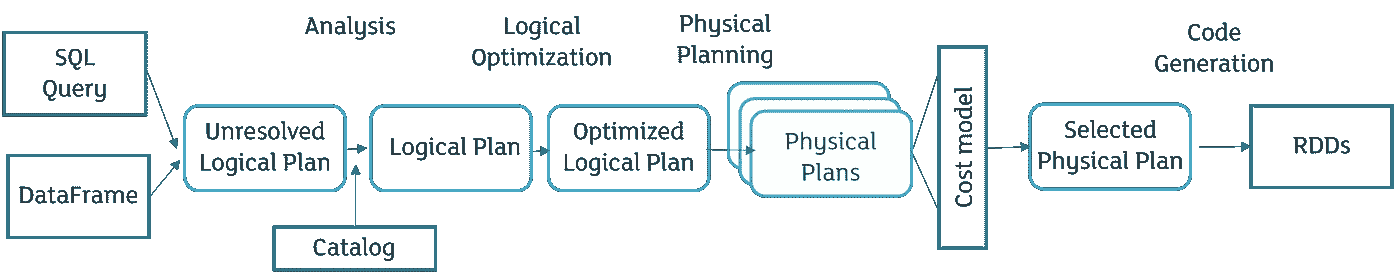 Analysis
Logical
Optimization
Physical
Planning
Code
Generation
SQL
Query
DataFrame
Unresolved
Logical Plan
Catalog
Logical Plan
Optimized
Logical Plan
Physical
Plans
Cost model
Selected
Physical Plan
RDDs